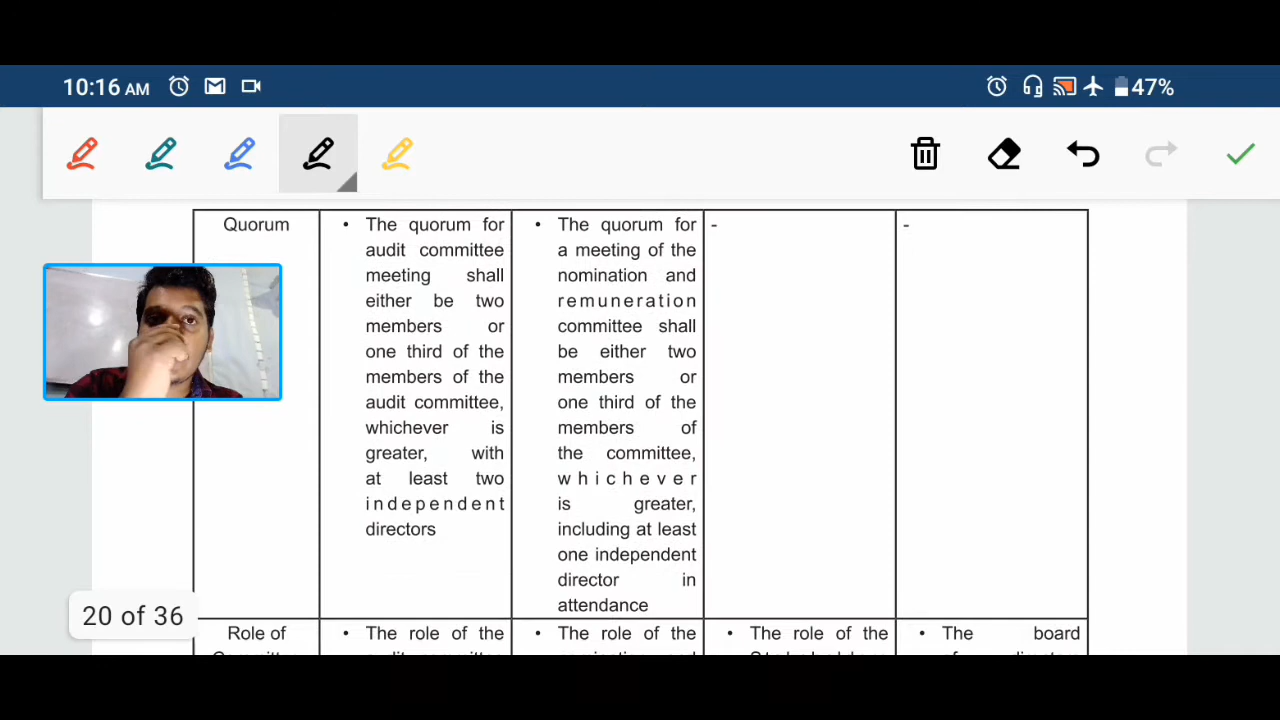 10:16 AM
47%
Quorum
• The quorum for
audit committee
meeting shall
either be two
members or
one third of the
members of the
audit committee,
whichever is
greater, with
at least two
independent
directors
• The quorum for
a meeting of the
nomination and
remuneration
committee shall
be either two
members or
one third of the
members of
the committee,
whichever
is greater,
including at least
one independent
director in
attendance
-
-
20 of 36
Role of
• The role of the
• The role of the
• The role of the
• The board